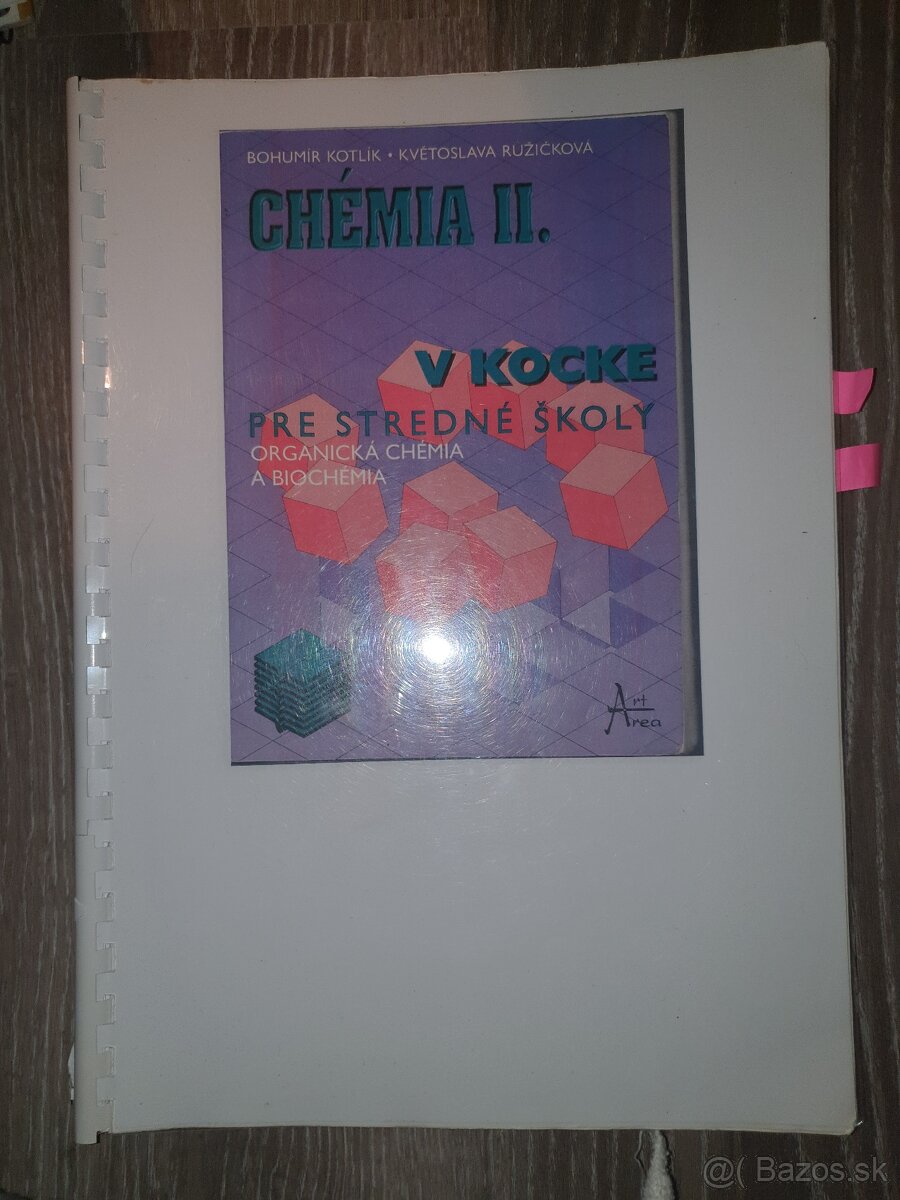 BOHUMÍR KOTLÍK • KVĚTOSLAVA RUŽIČKOVÁ
CHÉMIA II.
V KOCKE
PRE STREDNÉ ŠKOLY
ORGANICKÁ CHÉMIA
A BIOCHÉMIA
Art
Area
@( Bazos.sk